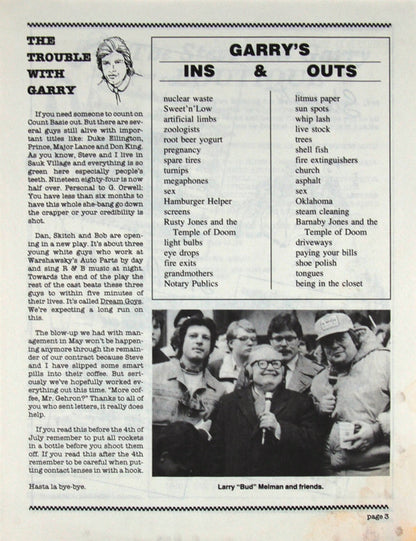 THE
TROUBLE
WITH
GARRY
If you need someone to count on
Count Basie out. But there are sev-
eral guys still alive with impor-
tant titles like: Duke Ellington,
Prince, Major Lance and Don King.
As you know, Steve and I live in
Sauk Village and everything is so
green here especially people's
teeth. Nineteen eighty-four is now
half over. Personal to G. Orwell:
You have less than six months to
have this whole she-bang go down
the crapper or your credibility is
shot.
Dan, Skitch and Bob are open-
ing in a new play. It's about three
young white guys who work at
Warshawsky's Auto Parts by day
and sing R & B music at night.
Towards the end of the play the
rest of the cast beats these three
guys to within five minutes of
their lives. It's called Dream Guys.
We're expecting a long run on
this.
The blow-up we had with man-
agement in May won't be happen-
ing anymore through the remain-
der of our contract because Steve
and I have slipped some smart
pills into their coffee. But seri-
ously we've hopefully worked ev-
erything out this time. "More cof-
fee, Mr. Gehron?" Thanks to all of
you who sent letters, it really does
help.
If you read this before the 4th
of July remember to put all rockets
in a bottle before you shoot them
off. If you read this after the 4th
remember to be careful when put-
ting contact lenses in with a hook.
Hasta la bye-bye.
GARRY'S
INS & OUTS
nuclear waste litmus paper
Sweet'n'Low sun spots
artificial limbs whip lash
zoologists live stock
root beer yogurt trees
pregnancy shell fish
spare tires fire extinguishers
turnips church
megaphones asphalt
sex sex
Hamburger Helper Oklahoma
screens steam cleaning
Rusty Jones and the Barnaby Jones and the
Temple of Doom Temple of Doom
light bulbs driveways
eye drops paying your bills
fire exits shoe polish
grandmothers tongues
Notary Publics being in the closet
Larry "Bud" Melman and friends.
page 3